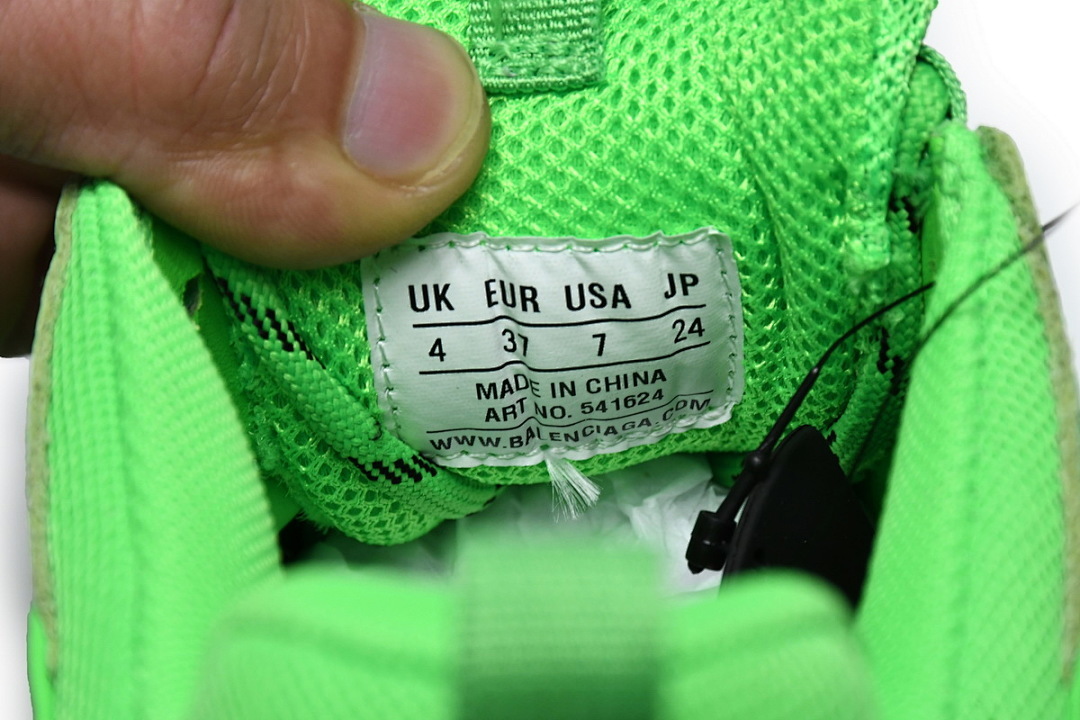 UK EUR USA JP
4 37 7 24
MADE IN CHINA
ART NO. 541624
WWW.BALENCIAGA.COM